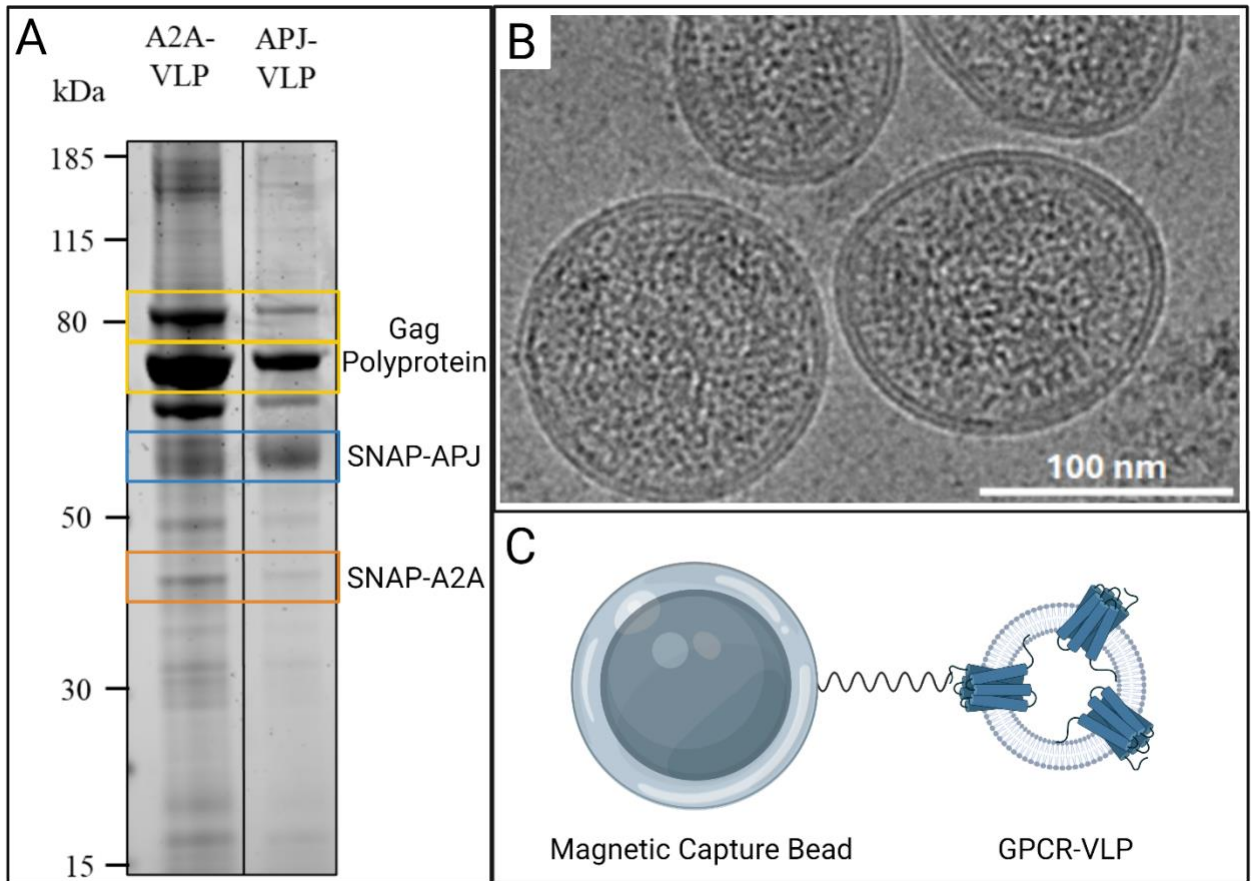 A
A2A-
VLP
APJ-
VLP
kDa
185
115
80
50
30
15
Gag
Polyprotein
SNAP-APJ
SNAP-A2A
B
100 nm
C
Magnetic Capture Bead
GPCR-VLP